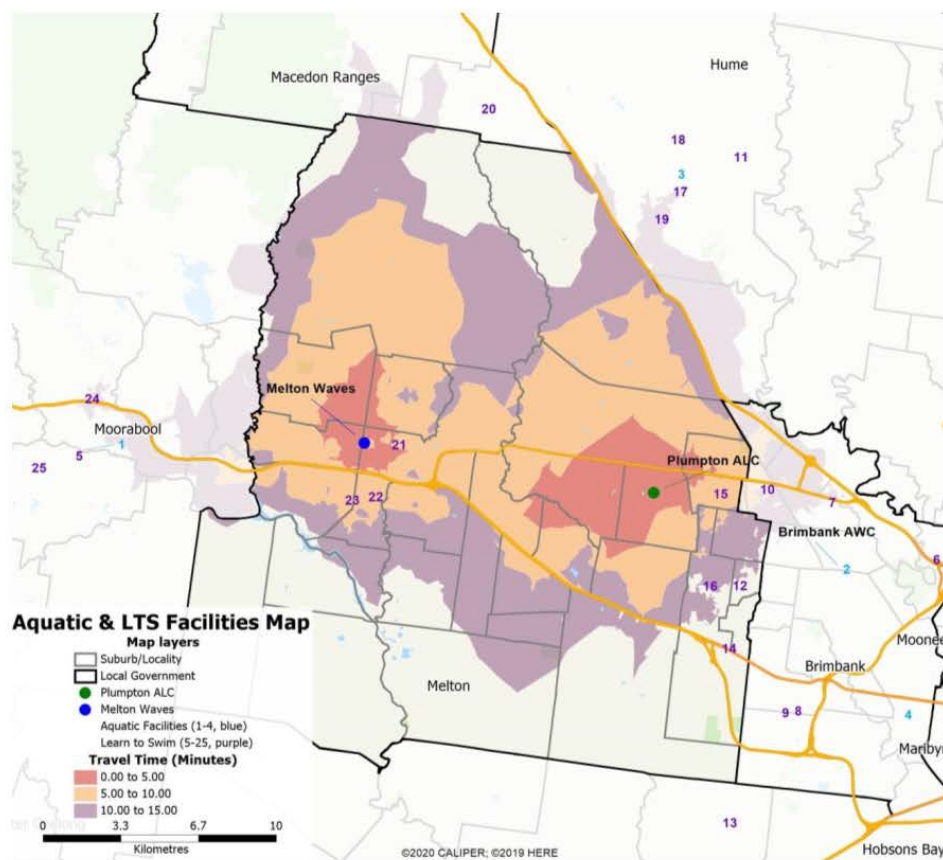 Macedon Ranges
Hume
20
18
11
3
17
19
Melton Waves
24
Moorabool
1
5
25
21
Plumpton ALC
23
22
15
10
7
Brimbank AWC
6
2
16
12
Moonee
14
Brimbank
Melton
9
8
4
Maribyr
13
Hobsons Bay
Aquatic & LTS Facilities Map
Map layers
Suburb/Locality
Local Government
Plumpton ALC
Melton Waves
Aquatic Facilities (1-4, blue)
Learn to Swim (5-25, purple)
Travel Time (Minutes)
0.00 to 5.00
5.00 to 10.00
10.00 to 15.00
0 3.3 6.7 10
Kilometres
©2020 CALIPER; ©2019 HERE